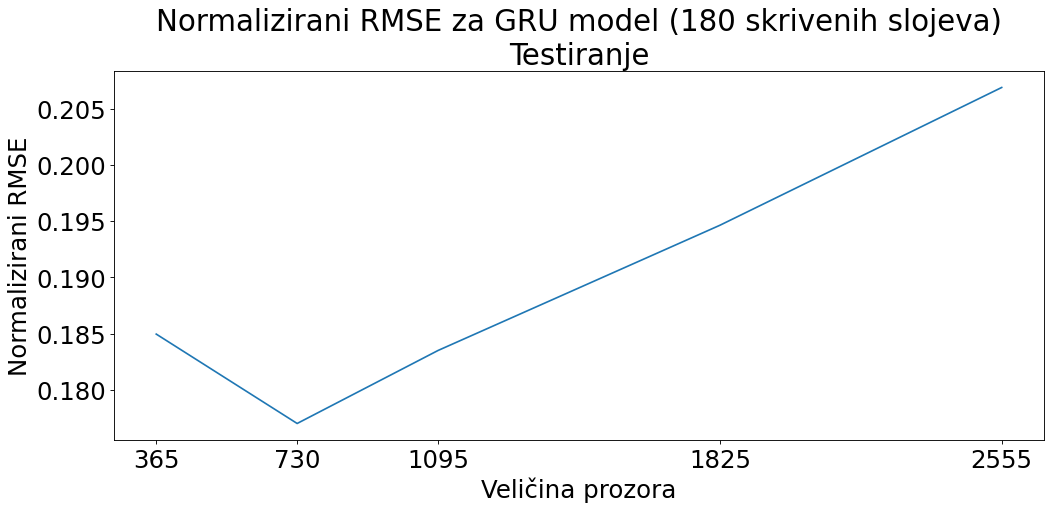 Normalizirani RMSE za GRU model (180 skrivenih slojeva)
Testiranje
Normalizirani RMSE
0.205
0.200
0.195
0.190
0.185
0.180
365 730 1095 1825 2555
Veličina prozora